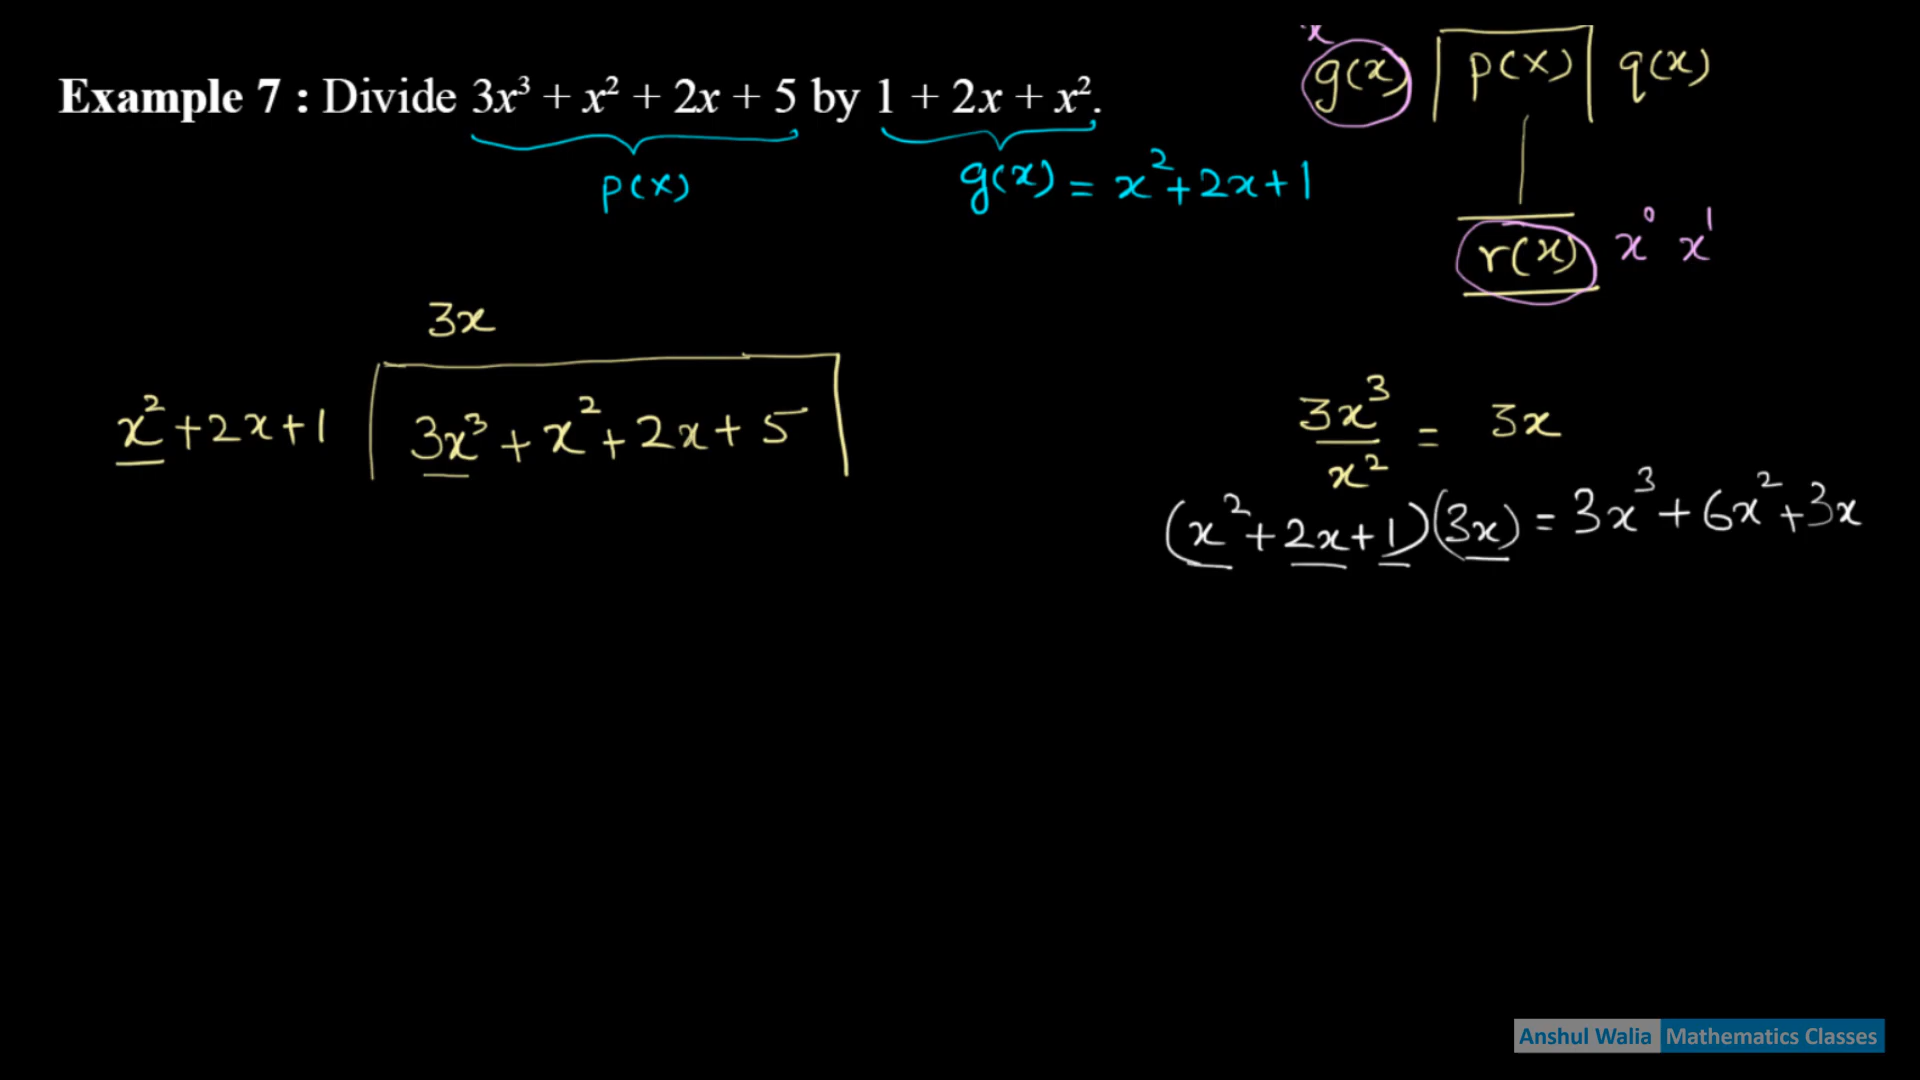 x
g(x) p(x) q(x)
Example 7 : Divide 3x³ + x² + 2x + 5 by 1 + 2x + x².
p(x) g(x) = x² + 2x + 1
r(x) x⁰ x¹
3x
x² + 2x + 1 3x³ + x² + 2x + 5
3x³/x² = 3x
(x² + 2x + 1)(3x) = 3x³ + 6x² + 3x
Anshul Walia Mathematics Classes